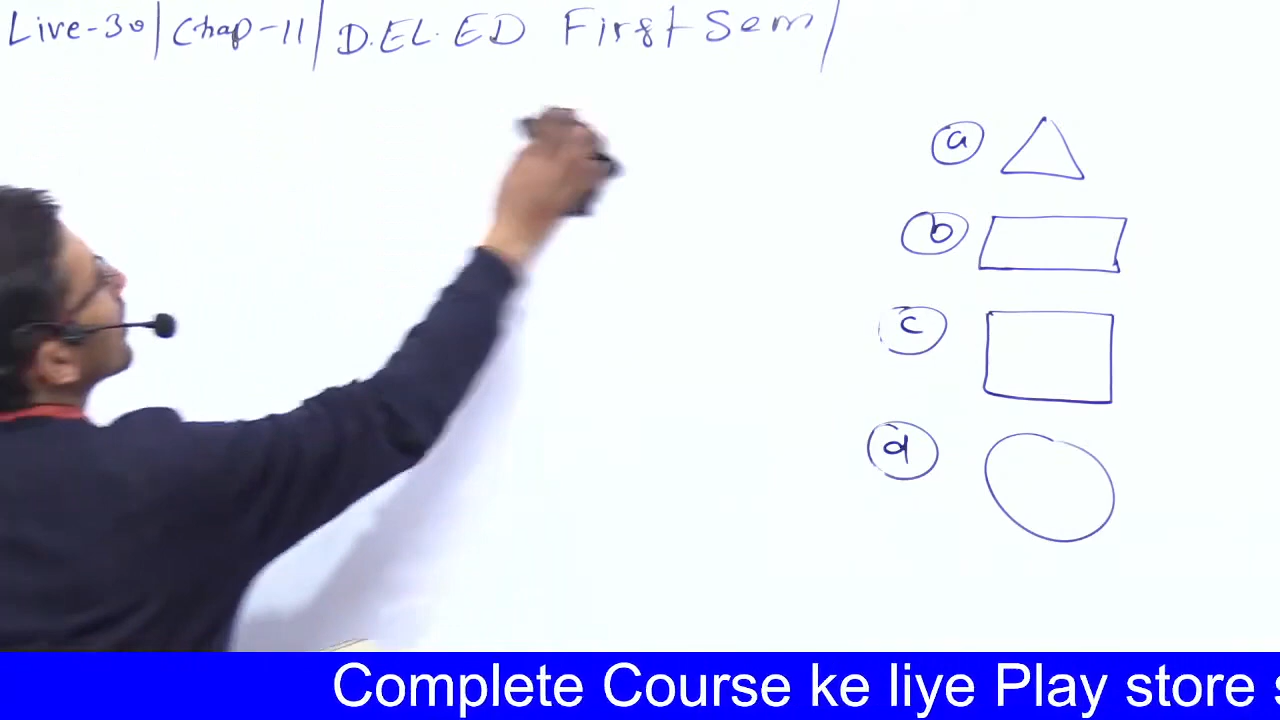 Live-30/Chap-11/D.EL.ED First Sem/
a
b
c
d
Complete Course ke liye Play store s